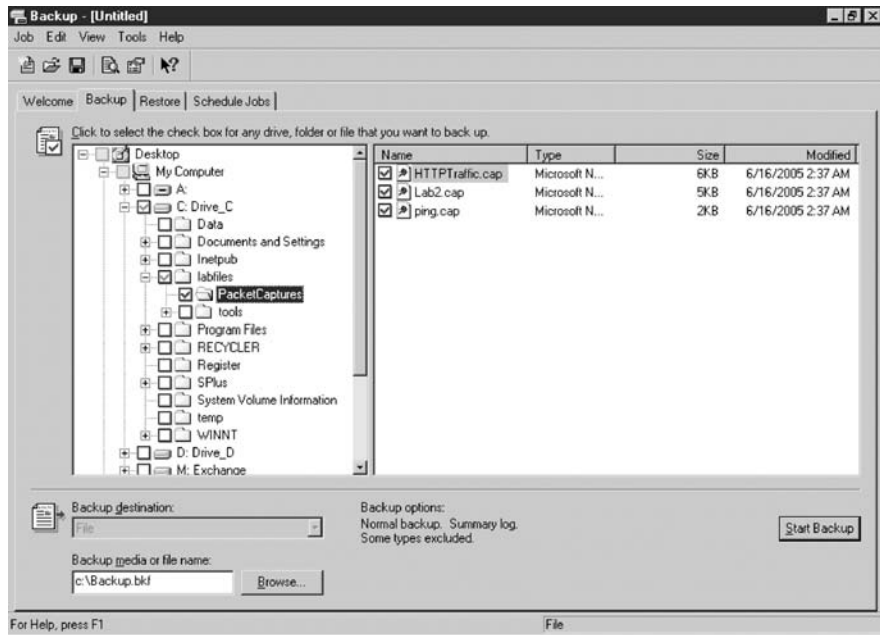 Backup - [Untitled]
Job Edit View Tools Help
Welcome Backup Restore Schedule Jobs
Click to select the check box for any drive, folder or file that you want to back up.
Desktop
My Computer
A:
C: Drive_C
Data
Documents and Settings
Inetpub
labfiles
PacketCaptures
tools
Program Files
RECYCLER
Register
SPlus
System Volume Information
temp
WINNT
D: Drive_D
M: Exchange
Name Type Size Modified
HTTPTraffic.cap Microsoft N... 6KB 6/16/2005 2:37 AM
Lab2.cap Microsoft N... 5KB 6/16/2005 2:37 AM
ping.cap Microsoft N... 2KB 6/16/2005 2:37 AM
Backup destination:
File
Backup media or file name:
c:\Backup.bkf
Browse...
Backup options:
Normal backup. Summary log.
Some types excluded.
Start Backup
For Help, press F1
File